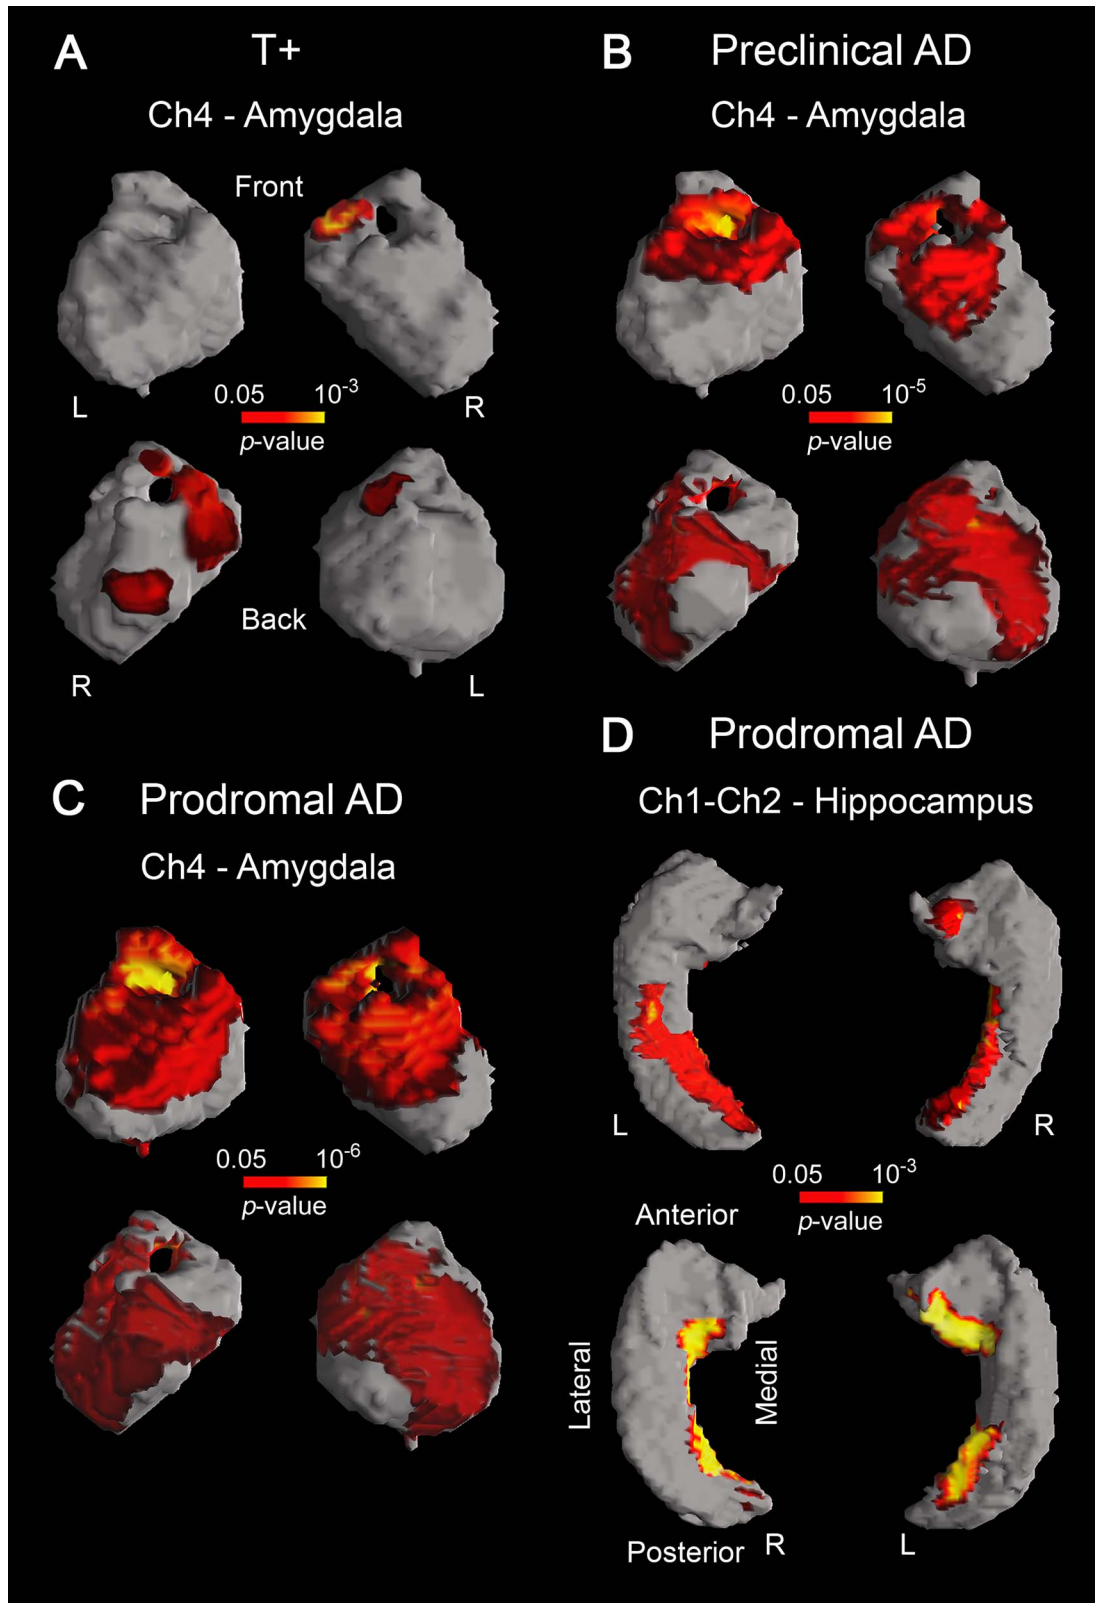 A T+
Ch4 - Amygdala
Front
L
R
0.05 10-3
p-value
Back
R
L
B Preclinical AD
Ch4 - Amygdala
0.05 10-5
p-value
C Prodromal AD
Ch4 - Amygdala
0.05 10-6
p-value
D Prodromal AD
Ch1-Ch2 - Hippocampus
L
R
0.05 10-3
p-value
Anterior
Lateral
Medial
Posterior
R
L